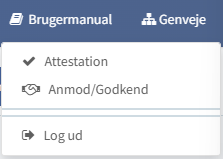 Brugermanual Genveje
Attestation
Anmod/Godkend
Log ud